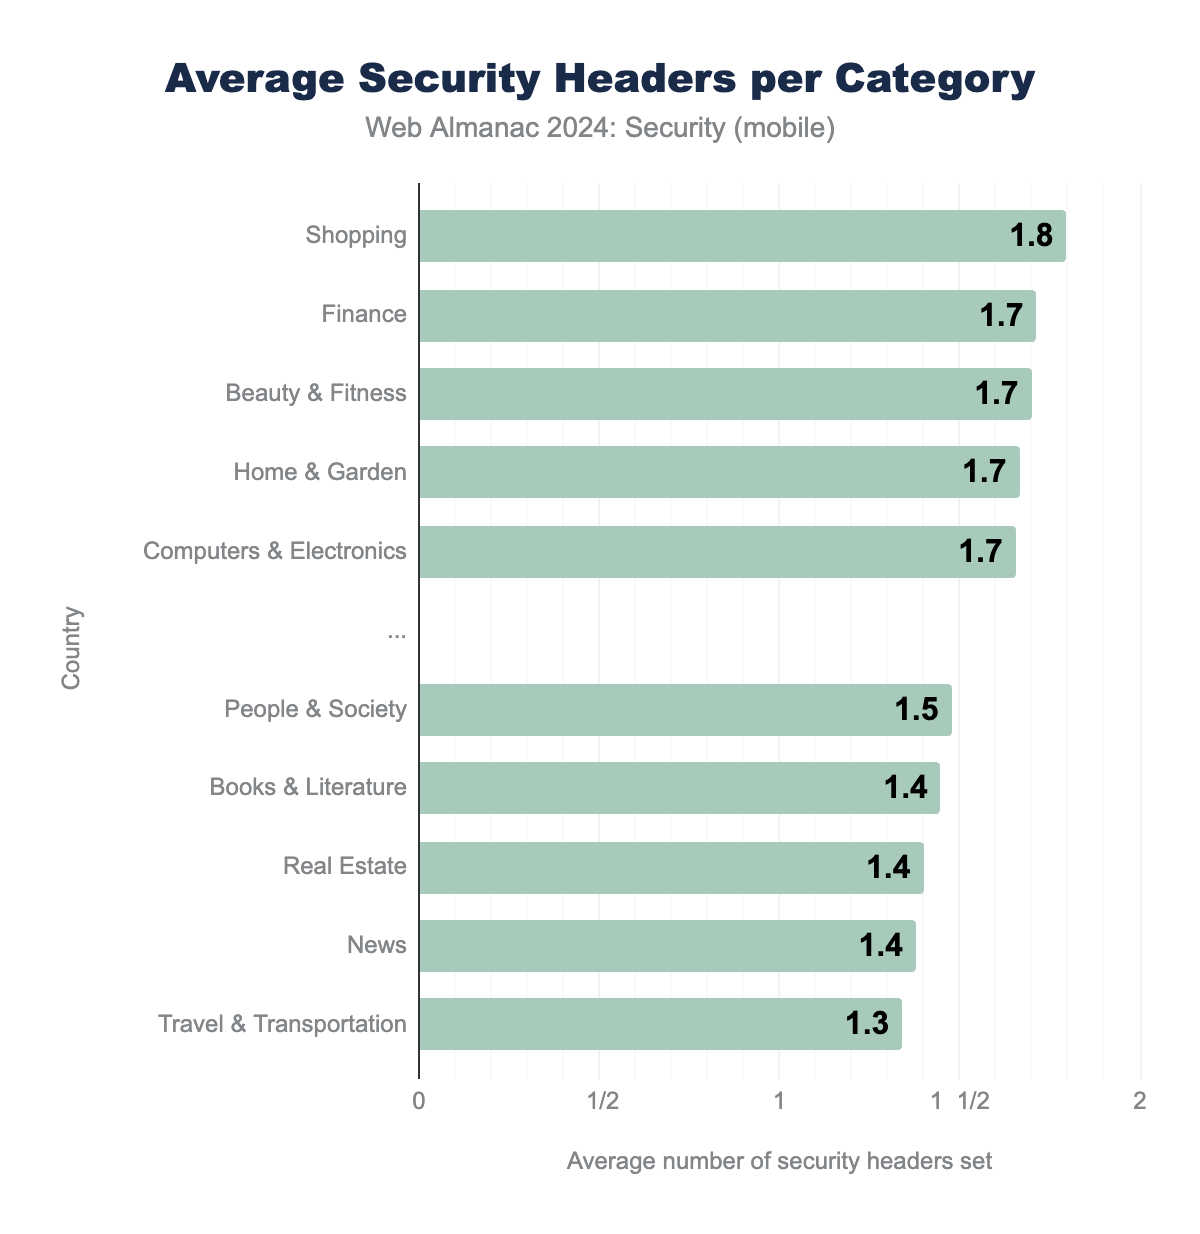 Average Security Headers per Category
Web Almanac 2024: Security (mobile)
Shopping 1.8
Finance 1.7
Beauty & Fitness 1.7
Home & Garden 1.7
Computers & Electronics 1.7
...
People & Society 1.5
Books & Literature 1.4
Real Estate 1.4
News 1.4
Travel & Transportation 1.3
Country
0 1/2 1 1 1/2 2
Average number of security headers set